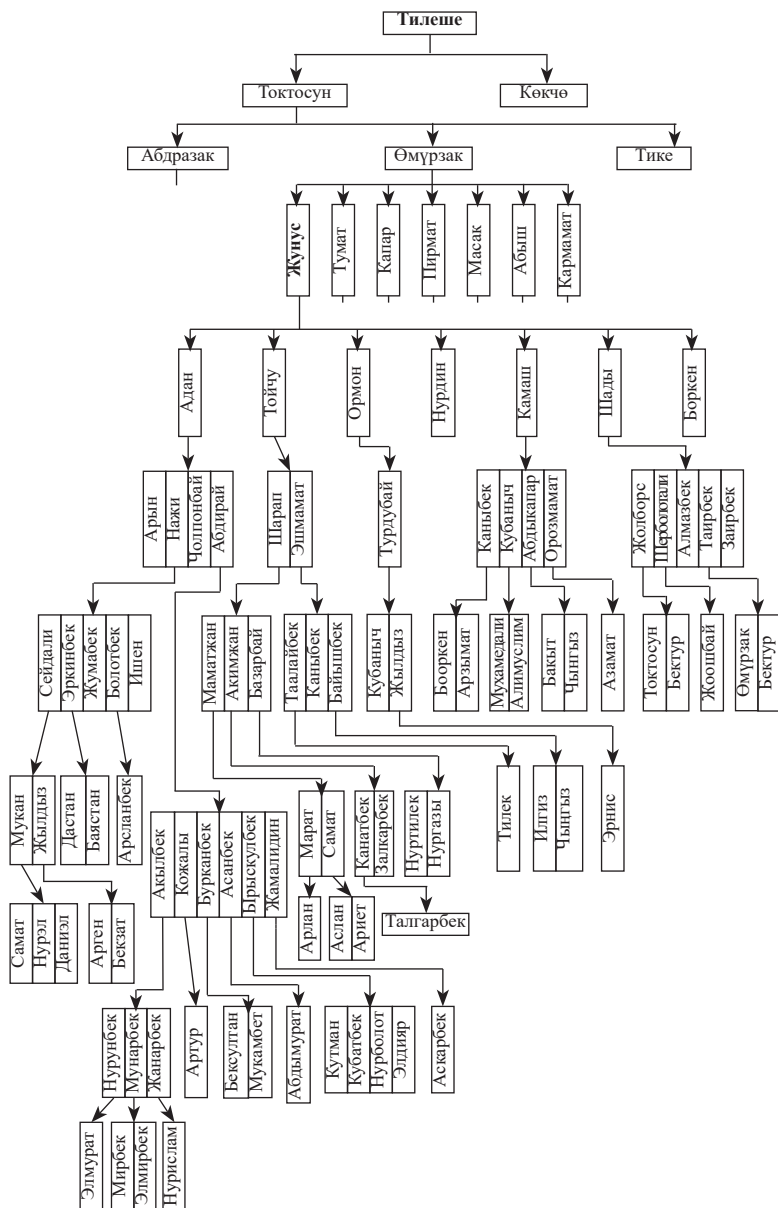 Тилеше
Токтосун
Көкчө
Абдразак
Өмүрзак
Тике
Жунус
Тумат
Капар
Пирмат
Масак
Абыш
Кармамат
Адан
Тойчу
Ормон
Нурдин
Камаш
Шады
Боркен
Арын
Нажи
Чолпонбай
Абдирай
Шарап
Эшмамат
Турдубай
Каныбек
Кубаныч
Абдыкапар
Орозмамат
Жолборс
Шербологали
Алмазбек
Таирбек
Заирбек
Сейдали
Эркинбек
Жумабек
Болотбек
Ишен
Маматжан
Акимжан
Базарбай
Таалайбек
Каныбек
Байышбек
Кубаныч
Жылдыз
Бооркен
Арзымат
Мухамедали
Алимуслим
Бакыт
Чынгыз
Азамат
Токтосун
Бектур
Жоошбай
Өмүрзак
Бектур
Мукан
Жылдыз
Дастан
Баястан
Арсланбек
Акылбек
Кожалы
Бурканбек
Асанбек
Ырыскулбек
Жамалидин
Марат
Самат
Канатбек
Залкарбек
Нуртилек
Нургазы
Тилек
Илгиз
Чынгыз
Эрнис
Самат
Нурэл
Даниэл
Арген
Бекзат
Арлан
Аслан
Ариет
Талгарбек
Нурунбек
Мунарбек
Жанарбек
Артур
Бексултан
Мукамбет
Абдымурат
Кутман
Кубатбек
Нурболот
Элдияр
Аскарбек
Элмурат
Мирбек
Элмирбек
Нурислам